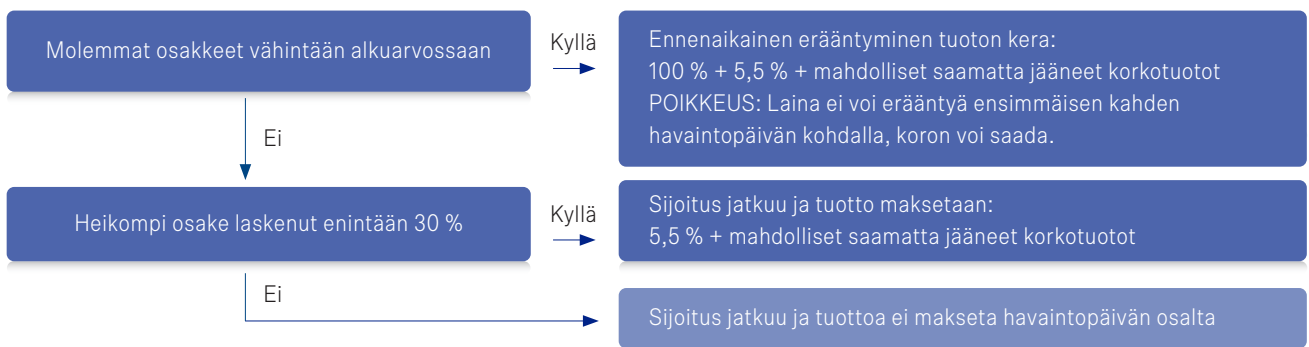 Molemmat osakkeet vähintään alkuarvossaan
Kyllä
Ennenaikainen erääntyminen tuoton kera:
100 % + 5,5 % + mahdolliset saamatta jääneet korkotuotot
POIKKEUS: Laina ei voi erääntyä ensimmäisen kahden
havaintopäivän kohdalla, koron voi saada.
Ei
Heikompi osake laskenut enintään 30 %
Kyllä
Sijoitus jatkuu ja tuotto maksetaan:
5,5 % + mahdolliset saamatta jääneet korkotuotot
Ei
Sijoitus jatkuu ja tuottoa ei makseta havaintopäivän osalta